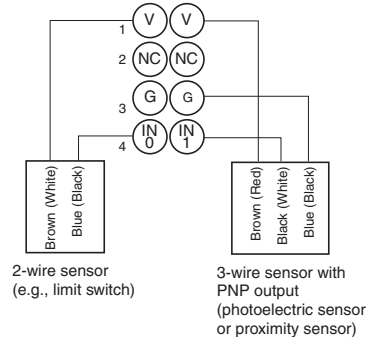 1 V V
2 NC NC
3 G G
4 IN 0 IN 1
Brown (White)
Blue (Black)
Brown (Red)
Black (White)
Blue (Black)
2-wire sensor
(e.g., limit switch)
3-wire sensor with
PNP output
(photoelectric sensor
or proximity sensor)